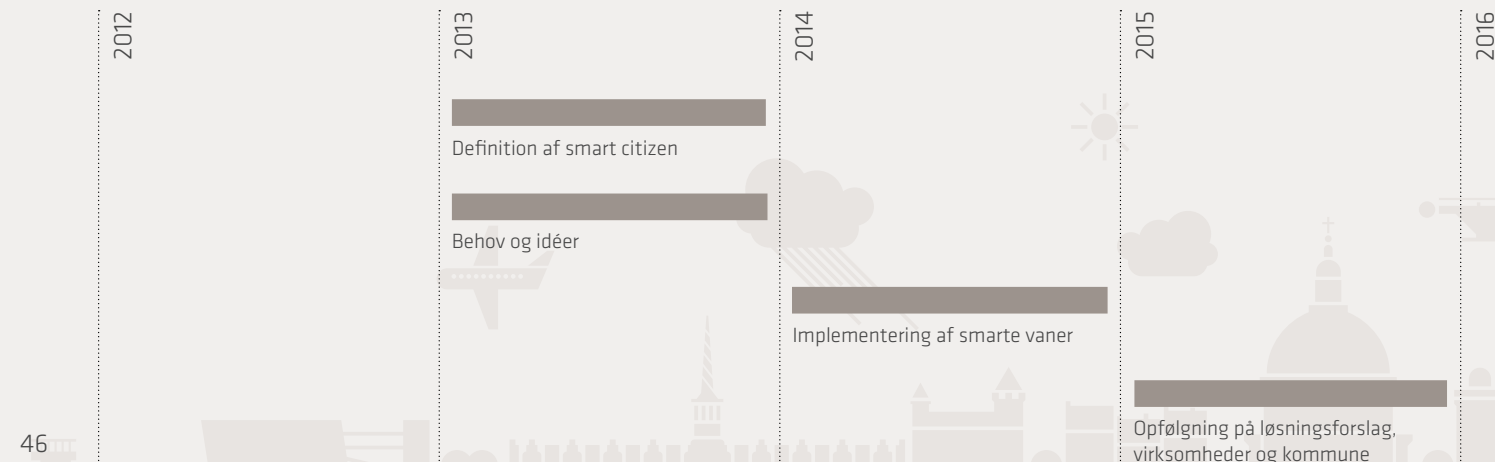 2012
2013
2014
2015
2016
Definition af smart citizen
Behov og idéer
Implementering af smarte vaner
Opfølgning på løsningsforslag,
virksomheder og kommune
46